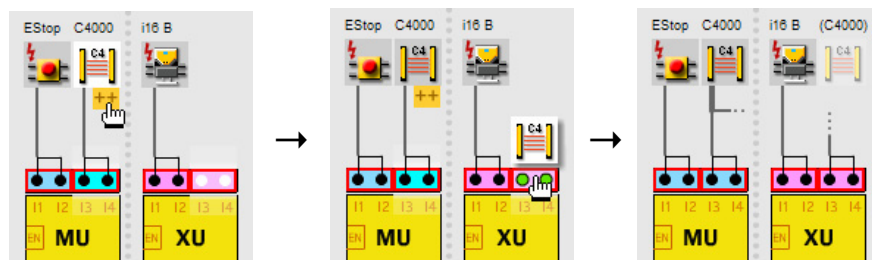 EStop C4000 i16 B
C4
++
I1 I2 I3 I4 I1 I2 I3 I4
EN MU EN XU
→
EStop C4000 i16 B
C4
++
C4
I1 I2 I3 I4 I1 I2 I3 I4
EN MU EN XU
→
EStop C4000 i16 B (C4000)
C4 C4
I1 I2 I3 I4 I1 I2 I3 I4
EN MU EN XU